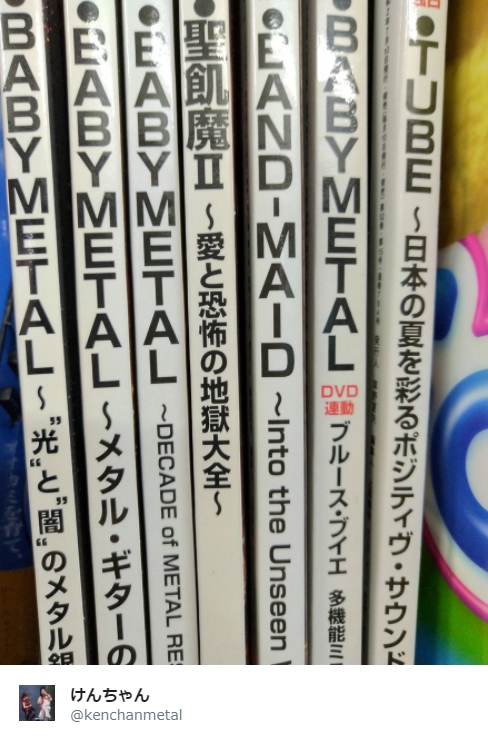 BABYMETAL ～"光"と"闇"のメタル銀
BABYMETAL ～メタル・ギターの
BABYMETAL ～DECADE of METAL RES
聖飢魔II ～愛と恐怖の地獄大全～
BAND-MAID ～Into the Unseen
BABYMETAL DVD連動 ブルース・ブイエ 多機能ミニ
TUBE ～日本の夏を彩るポジティヴ・サウンド
けんちゃん
@kenchanmetal